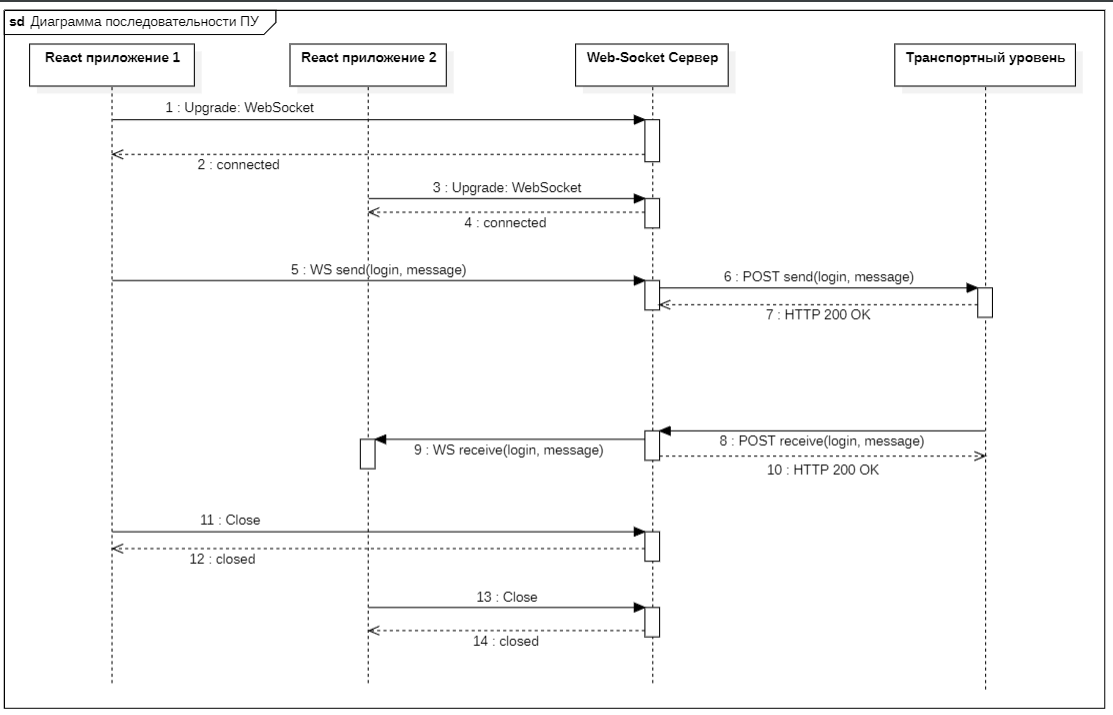 sd Диаграмма последовательности ПУ
React приложение 1
React приложение 2
Web-Socket Сервер
Транспортный уровень
1 : Upgrade: WebSocket
2 : connected
3 : Upgrade: WebSocket
4 : connected
5 : WS send(login, message)
6 : POST send(login, message)
7 : HTTP 200 OK
8 : POST receive(login, message)
9 : WS receive(login, message)
10 : HTTP 200 OK
11 : Close
12 : closed
13 : Close
14 : closed